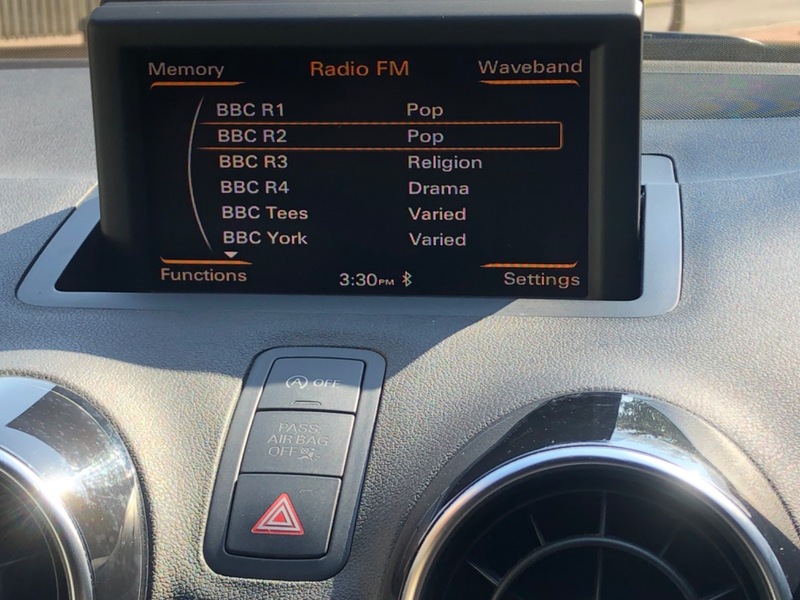 Memory Radio FM Waveband
BBC R1 Pop
BBC R2 Pop
BBC R3 Religion
BBC R4 Drama
BBC Tees Varied
BBC York Varied
Functions 3:30PM Settings
A OFF
PASS
AIR BAG
OFF